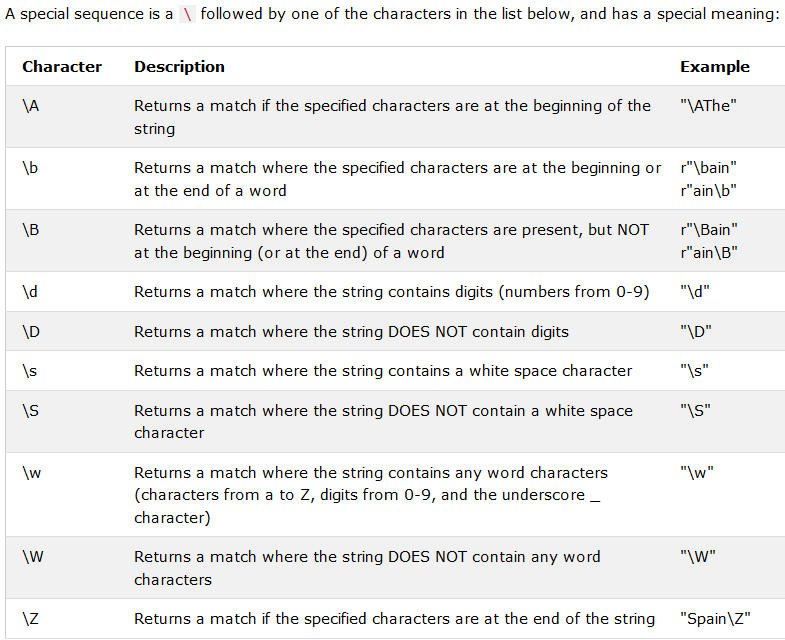 A special sequence is a \ followed by one of the characters in the list below, and has a special meaning:
Character Description Example
\A Returns a match if the specified characters are at the beginning of the "\AThe"
string
\b Returns a match where the specified characters are at the beginning or r"\bain"
at the end of a word r"ain\b"
\B Returns a match where the specified characters are present, but NOT r"\Bain"
at the beginning (or at the end) of a word r"ain\B"
\d Returns a match where the string contains digits (numbers from 0-9) "\d"
\D Returns a match where the string DOES NOT contain digits "\D"
\s Returns a match where the string contains a white space character "\s"
\S Returns a match where the string DOES NOT contain a white space "\S"
character
\w Returns a match where the string contains any word characters "\w"
(characters from a to Z, digits from 0-9, and the underscore _
character)
\W Returns a match where the string DOES NOT contain any word "\W"
characters
\Z Returns a match if the specified characters are at the end of the string "Spain\Z"